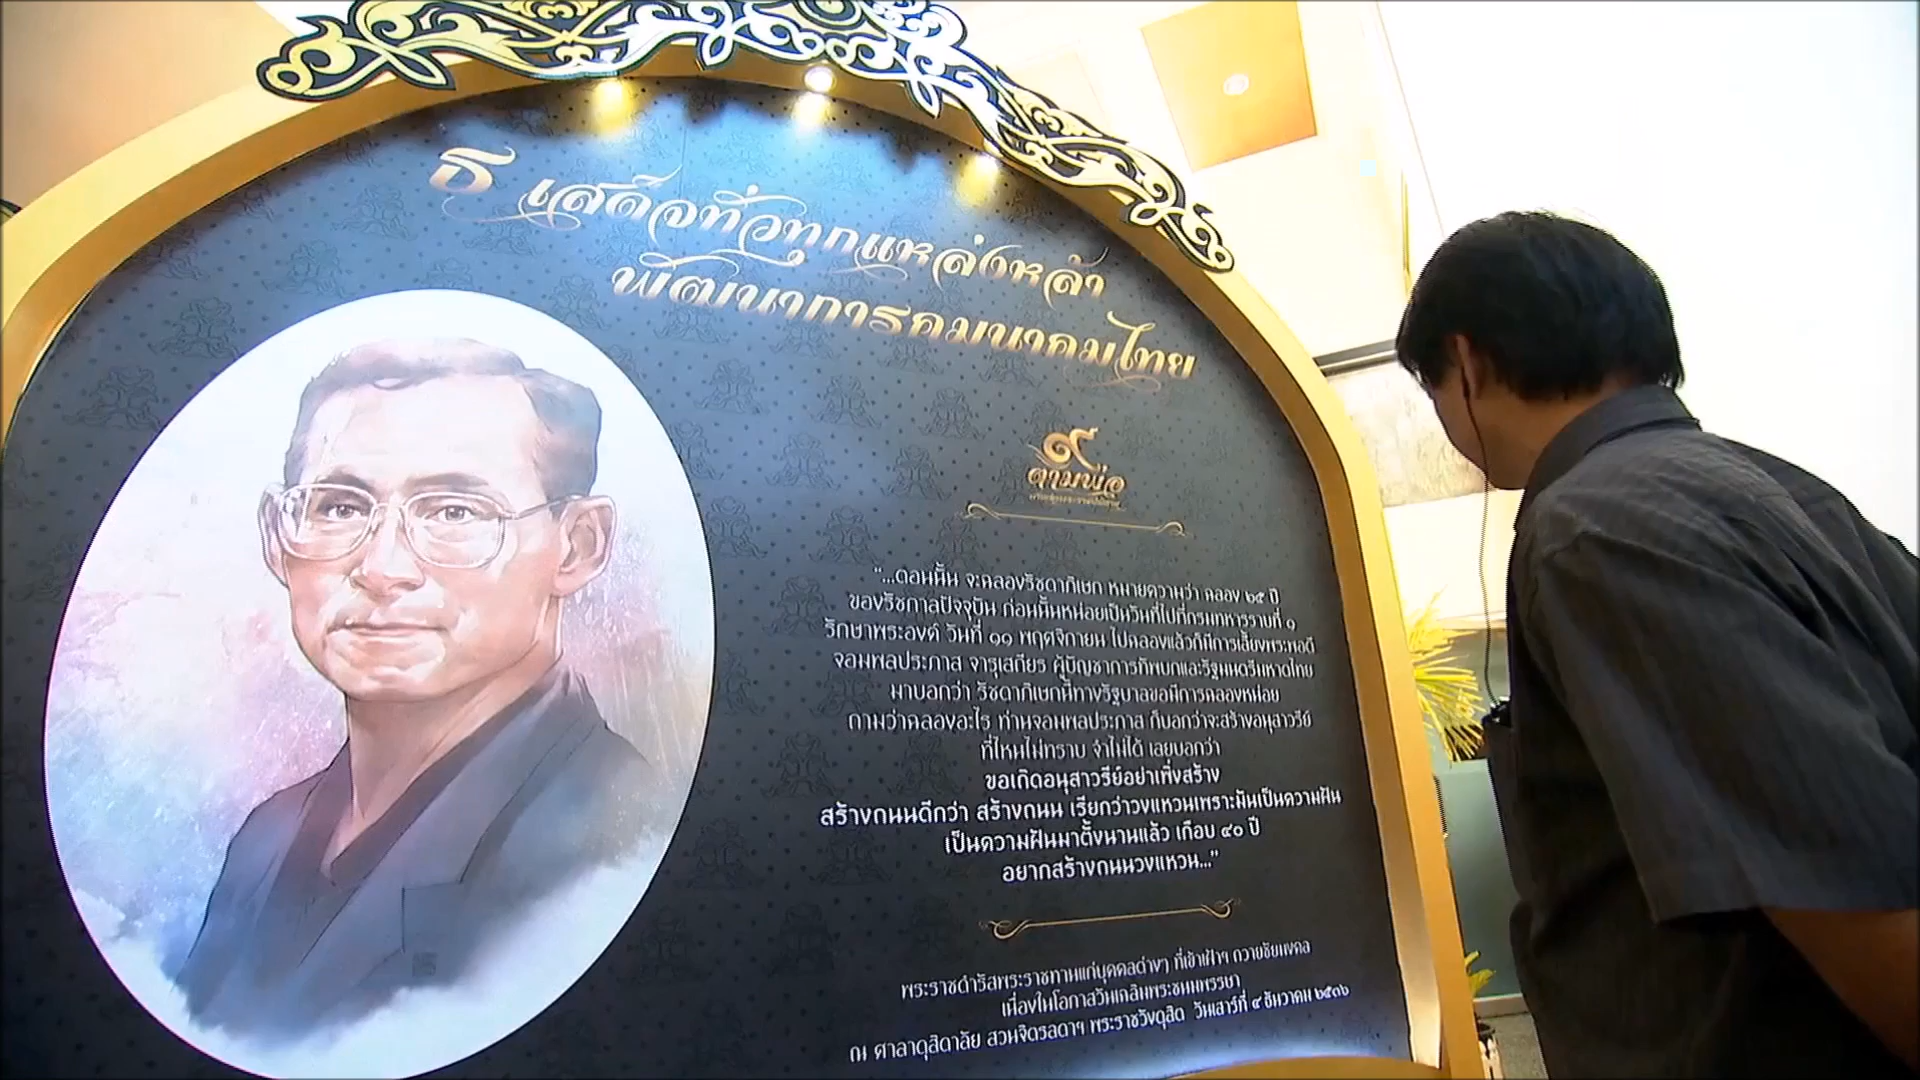 ธ เสด็จทั่วทุกแหล่งหล้า
พัฒนาการคมนาคมไทย
๙
ตามพ่อ
“...ตอนนั้น จะฉลองรัชดาภิเษก หมายความว่า ฉลอง ๒๕ ปี
ของรัชกาลปัจจุบัน ก่อนนั้นหน่อยเป็นวันที่ไปที่กรมทหารราบที่ ๑
รักษาพระองค์ วันที่ ๑๑ พฤศจิกายน ไปฉลองแล้วก็มีการเลี้ยงพระพอดี
จอมพลประภาส จารุเสถียร ผู้บัญชาการทัพบกและรัฐมนตรีมหาดไทย
มาบอกว่า รัชดาภิเษกนี้ทางรัฐบาลขอมีการฉลองหน่อย
ถามว่าฉลองอะไร ท่านจอมพลประภาส ก็บอกว่าจะสร้างอนุสาวรีย์
ที่ไหนไม่ทราบ จำไม่ได้ เลยบอกว่า
ขอเถิดอนุสาวรีย์อย่าเพิ่งสร้าง
สร้างถนนดีกว่า สร้างถนน เรียกว่าวงแหวนเพราะมันเป็นความฝัน
เป็นความฝันมาตั้งนานแล้ว เกือบ ๔๐ ปี
อยากสร้างถนนวงแหวน...”
พระราชดำรัสพระราชทานแก่บุคคลต่างๆ ที่เข้าเฝ้าฯ ถวายชัยมงคล
เนื่องในโอกาสวันเฉลิมพระชนมพรรษา
ณ ศาลาดุสิดาลัย สวนจิตรลดาฯ พระราชวังดุสิต วันเสาร์ที่ ๔ ธันวาคม ๒๕๓๖